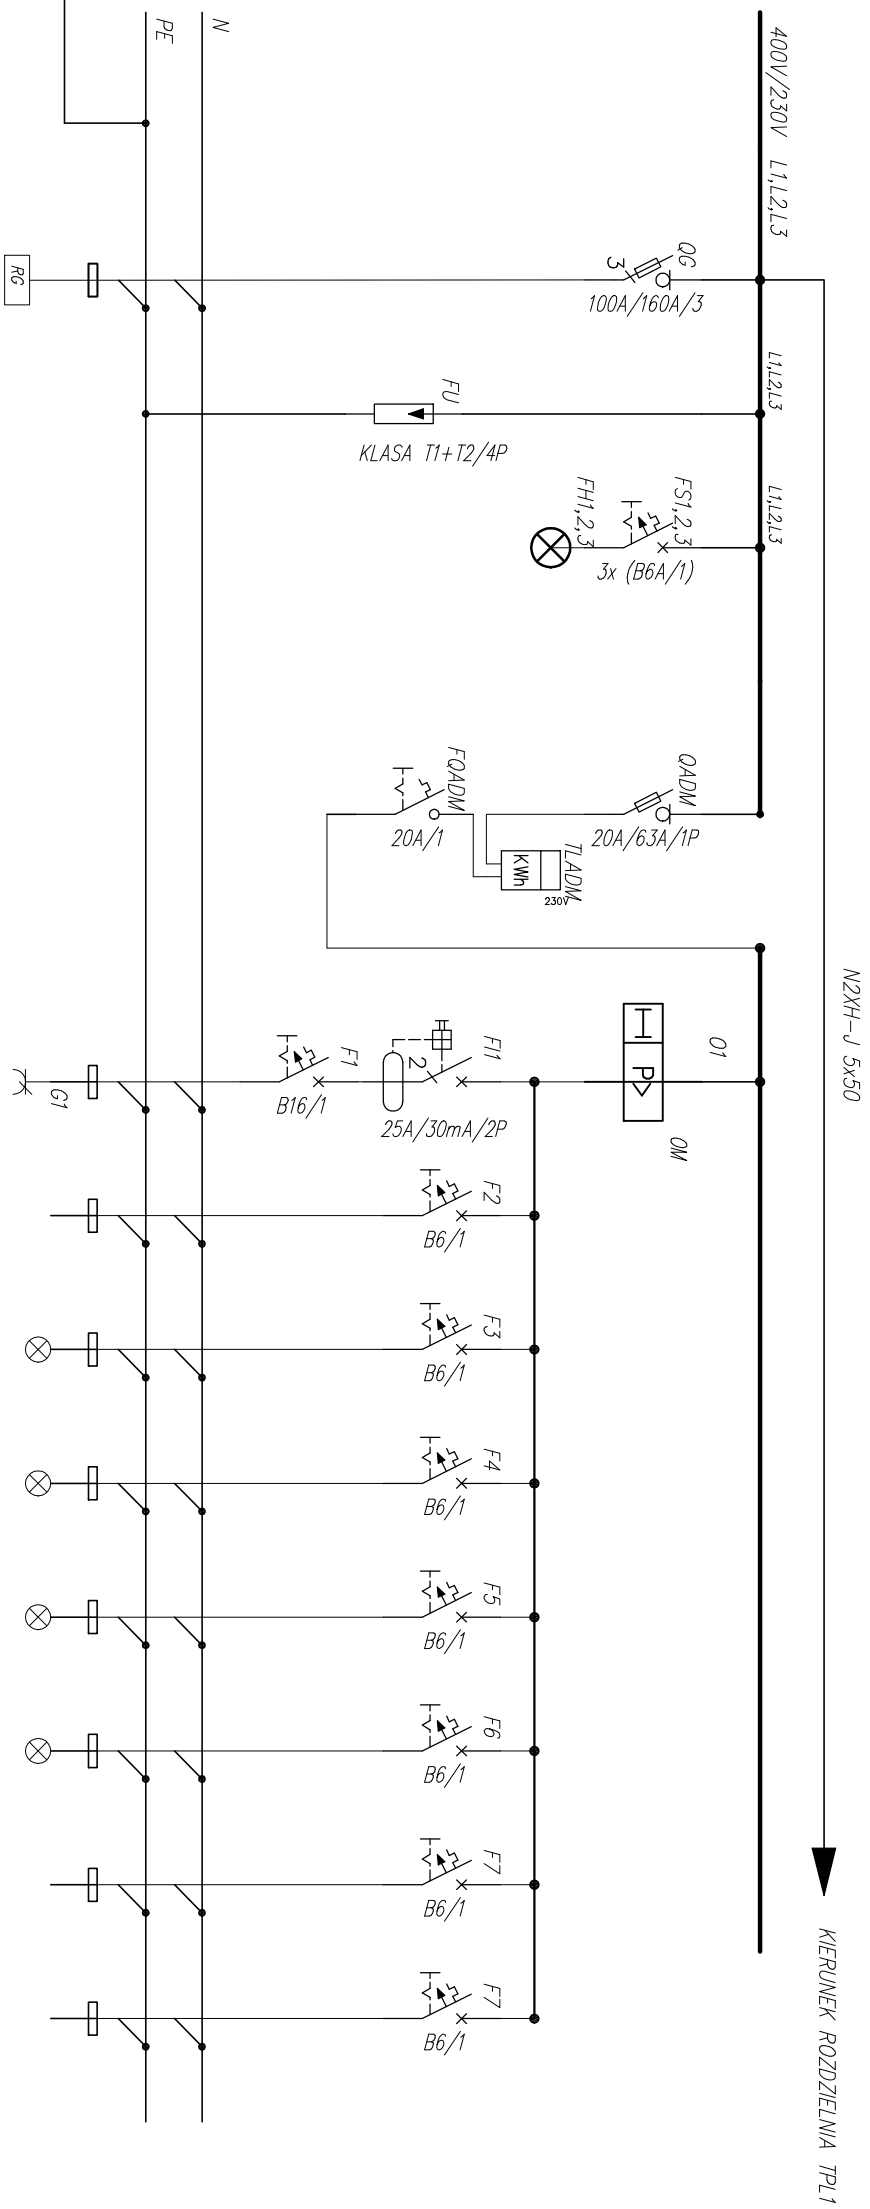 400V/230V L1,L2,L3
N
PE
QG
3
100A/160A/3
RG
L1,L2,L3
FU
KLASA T1+T2/4P
L1,L2,L3
FS1,2,3
FH1,2,3
3x (B6A/1)
QADM
20A/63A/1P
TLADM
KWh
230V
FQADM
20A/1
N2XH-J 5x50
O1
P
OM
FI1
2
25A/30mA/2P
F1
B16/1
G1
F2
B6/1
F3
B6/1
F4
B6/1
F5
B6/1
F6
B6/1
F7
B6/1
F7
B6/1
KIERUNEK ROZDZIELNIA TPL1